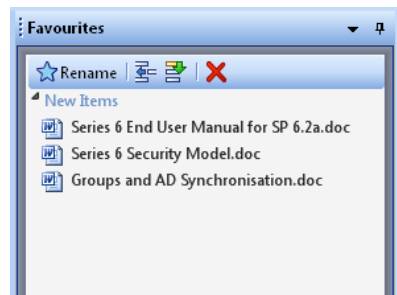 Favourites
Rename
New Items
Series 6 End User Manual for SP 6.2a.doc
Series 6 Security Model.doc
Groups and AD Synchronisation.doc